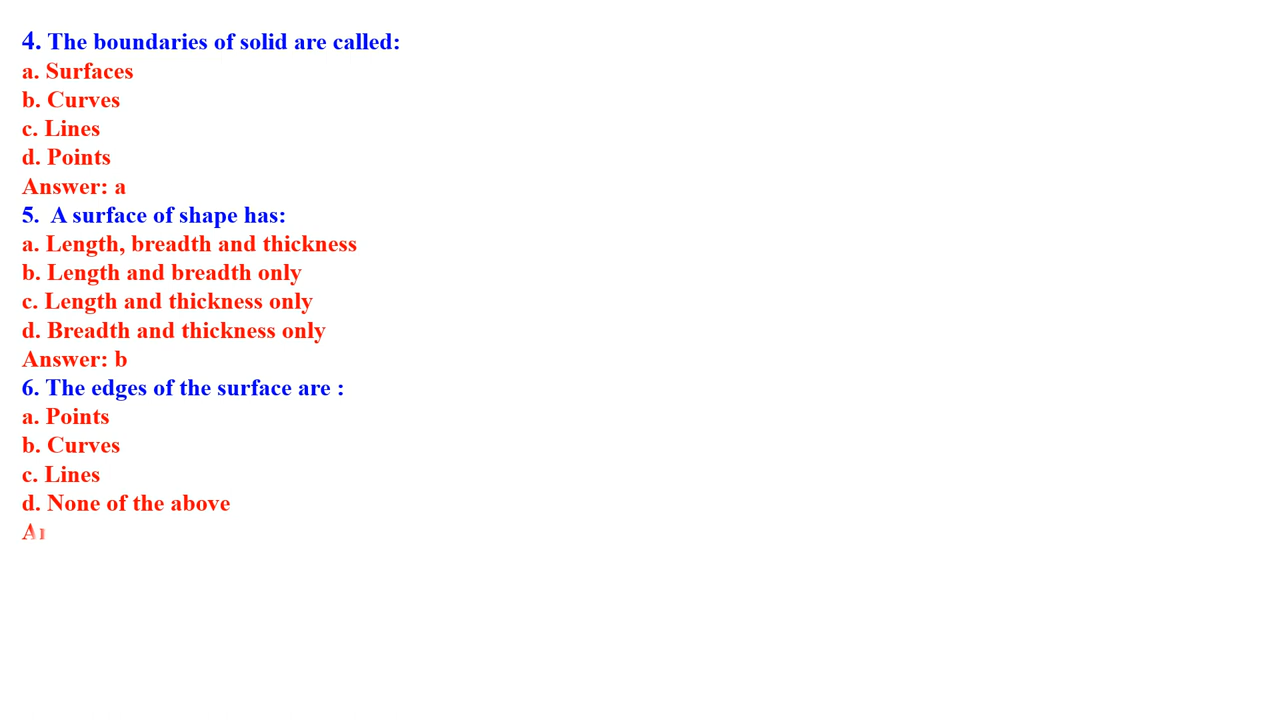 4. The boundaries of solid are called:
a. Surfaces
b. Curves
c. Lines
d. Points
Answer: a
5. A surface of shape has:
a. Length, breadth and thickness
b. Length and breadth only
c. Length and thickness only
d. Breadth and thickness only
Answer: b
6. The edges of the surface are :
a. Points
b. Curves
c. Lines
d. None of the above